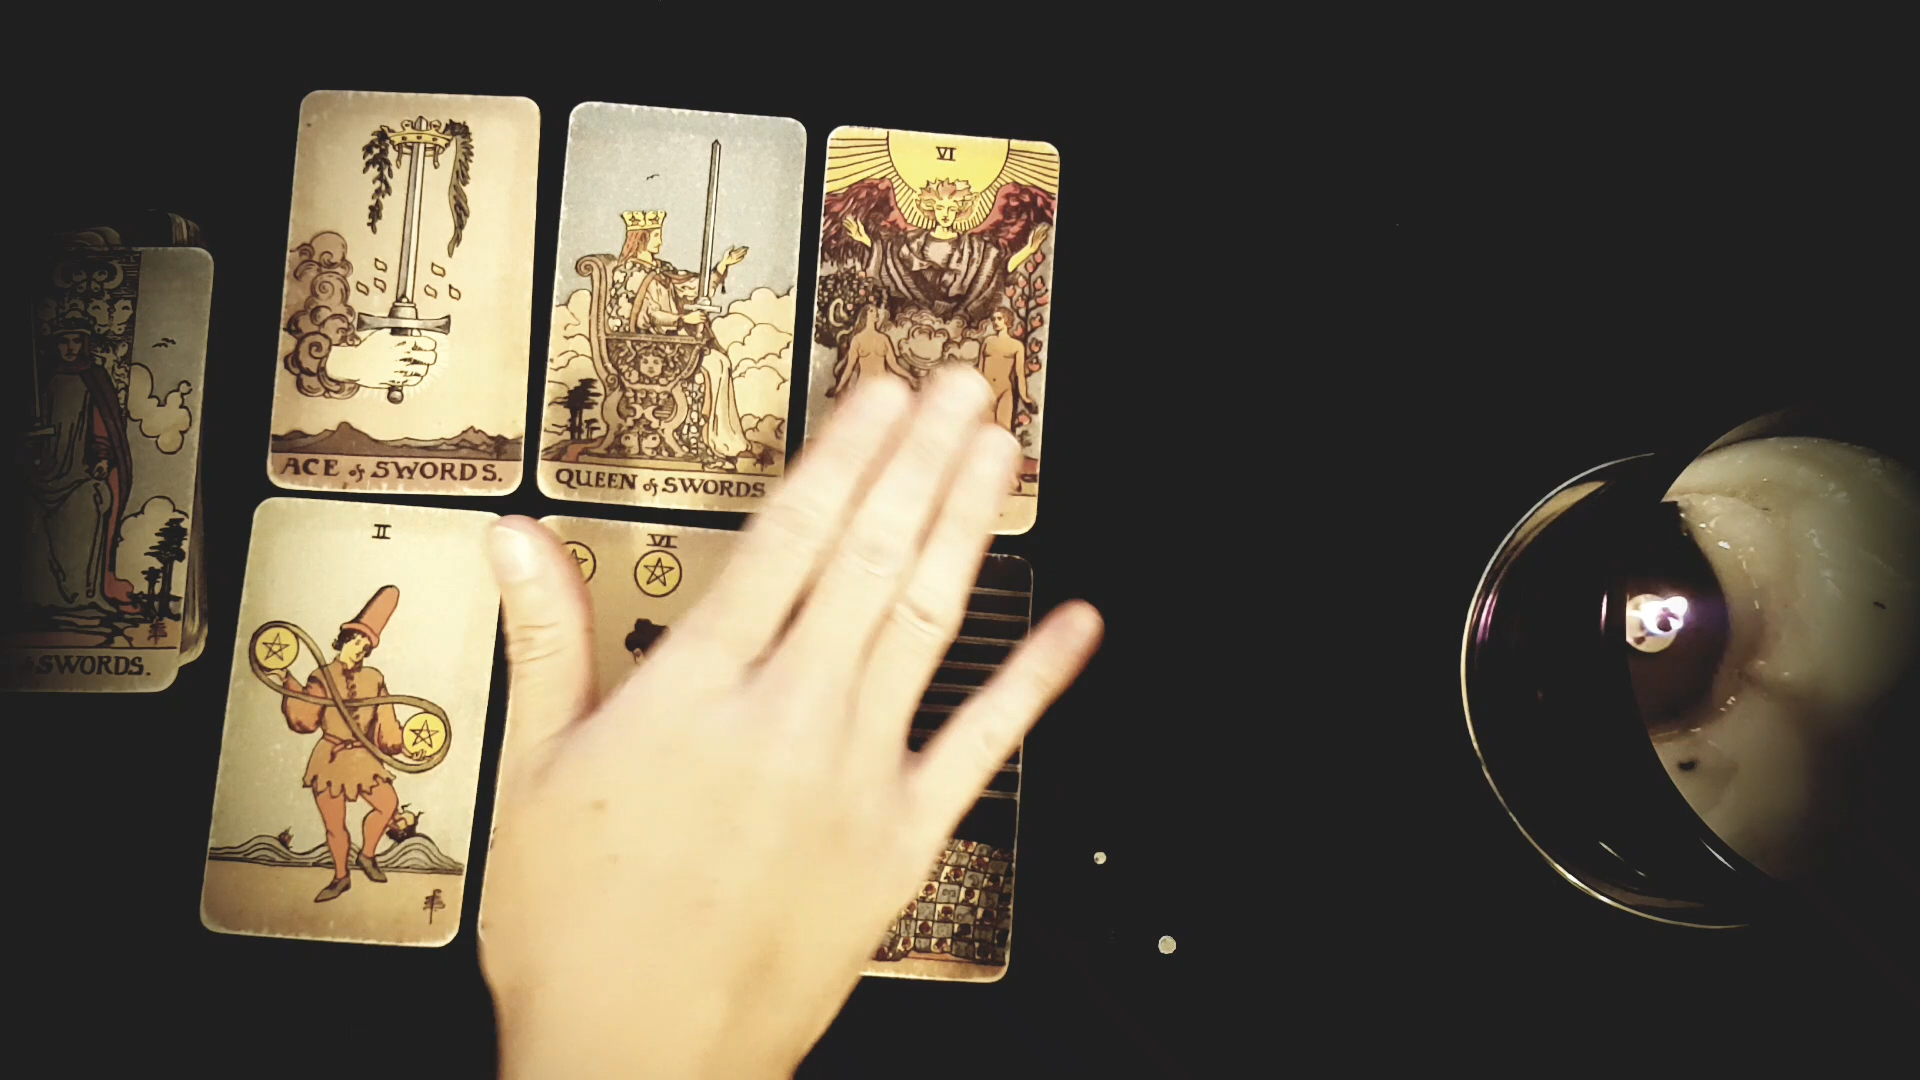 ACE of SWORDS.
QUEEN of SWORDS
VI
II
VI
SWORDS.